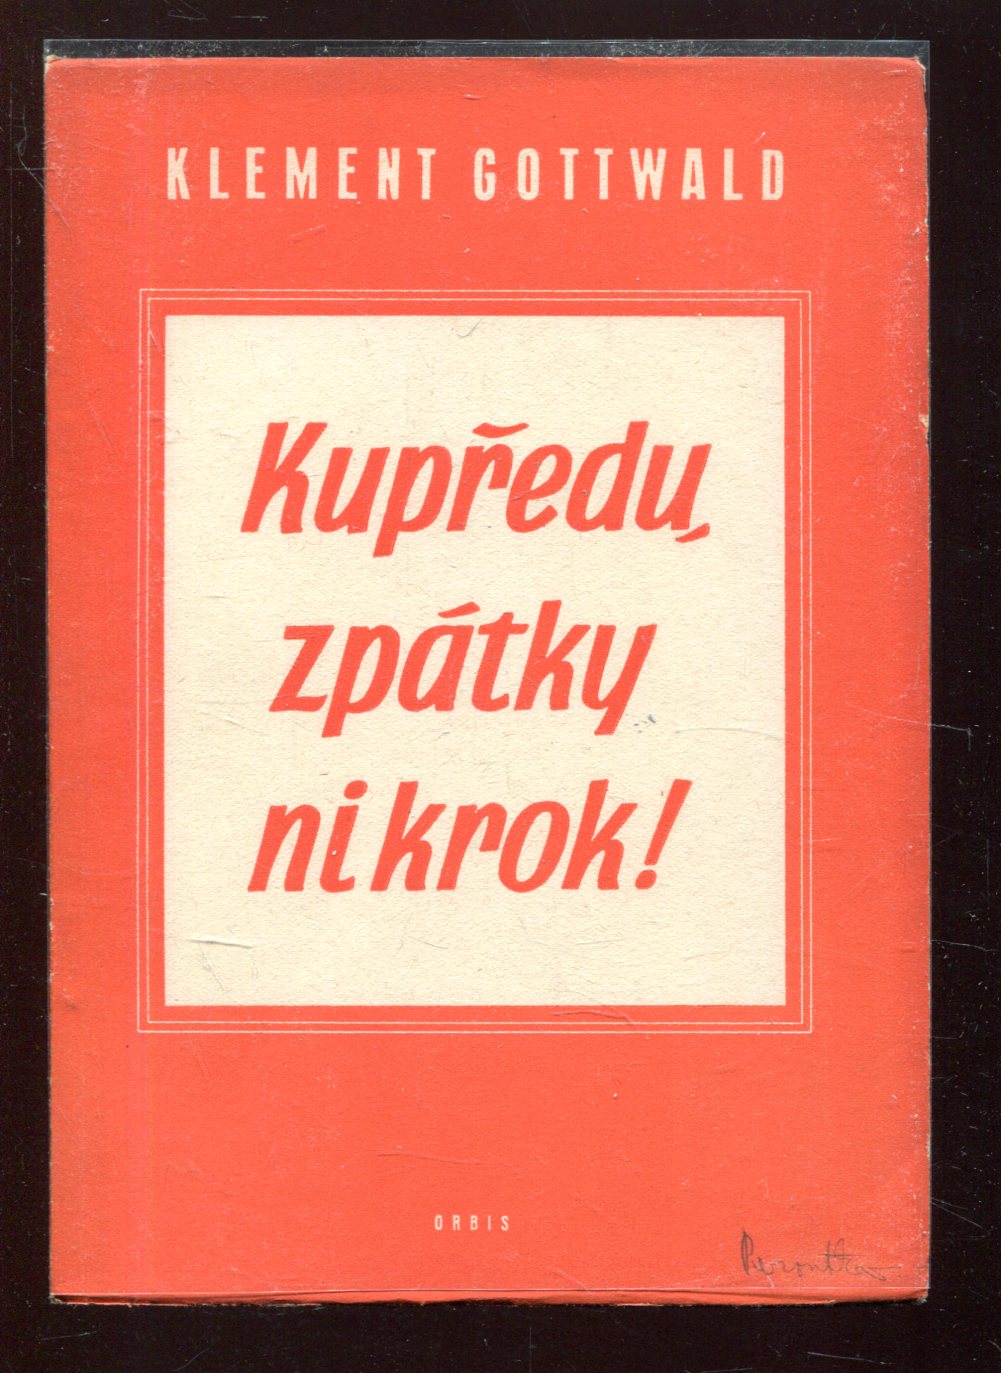 KLEMENT GOTTWALD
Kupředu,
zpátky
ni krok!
ORBIS